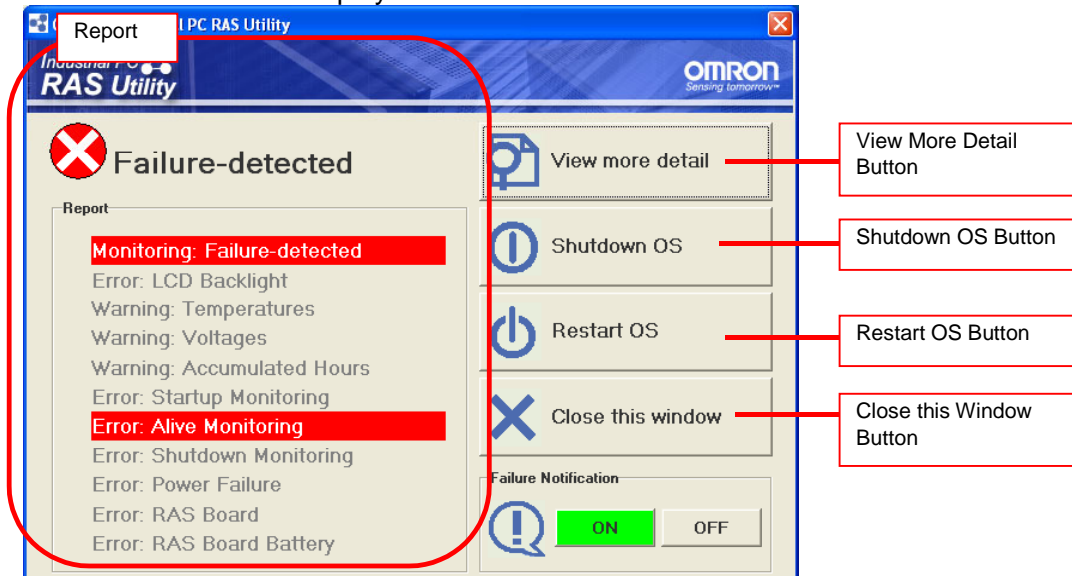 Report
l PC RAS Utility
Industrial PC
RAS Utility
OMRON
Sensing tomorrow™
Failure-detected
Report
Monitoring: Failure-detected
Error: LCD Backlight
Warning: Temperatures
Warning: Voltages
Warning: Accumulated Hours
Error: Startup Monitoring
Error: Alive Monitoring
Error: Shutdown Monitoring
Error: Power Failure
Error: RAS Board
Error: RAS Board Battery
View more detail
Shutdown OS
Restart OS
Close this window
Failure Notification
ON
OFF
View More Detail
Button
Shutdown OS Button
Restart OS Button
Close this Window
Button